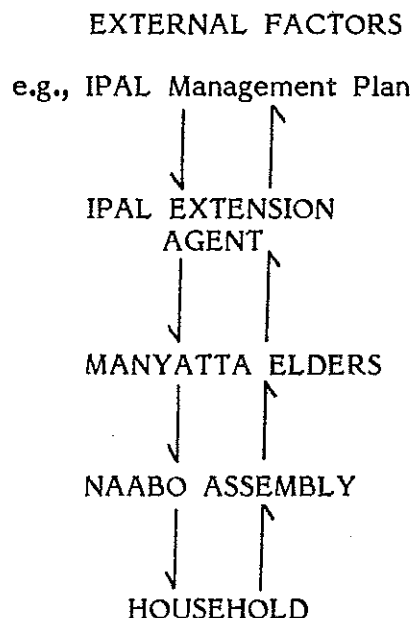 EXTERNAL FACTORS
e.g., IPAL Management Plan
IPAL EXTENSION
AGENT
MANYATTA ELDERS
NAABO ASSEMBLY
HOUSEHOLD